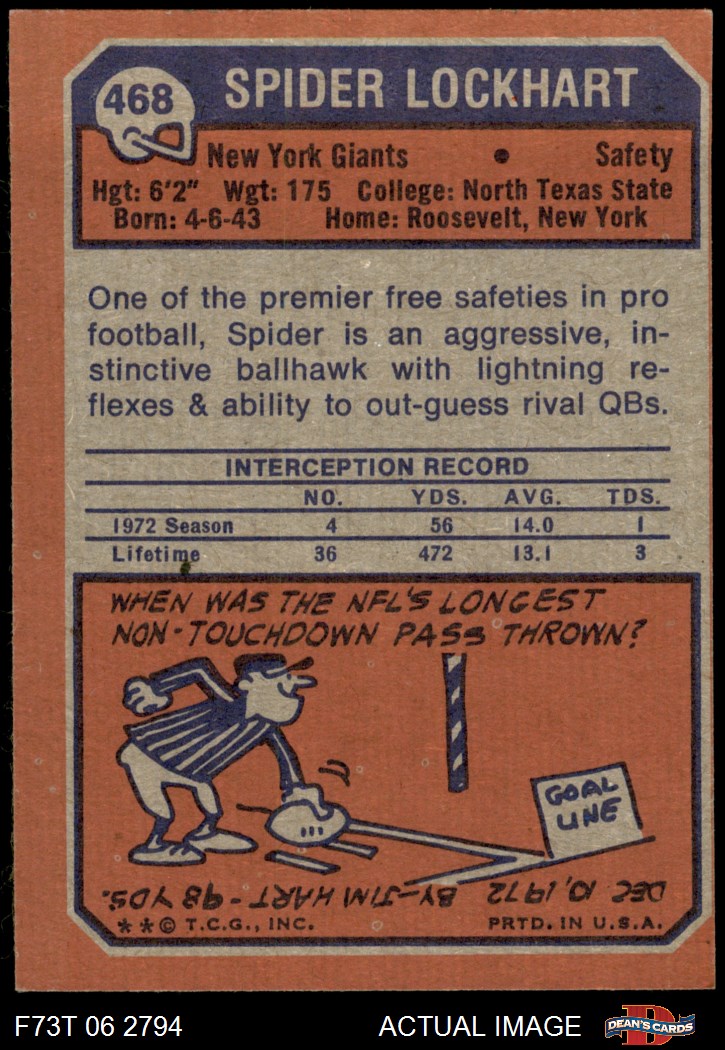 468 SPIDER LOCKHART
New York Giants • Safety
Hgt: 6'2" Wgt: 175 College: North Texas State
Born: 4-6-43 Home: Roosevelt, New York
One of the premier free safeties in pro
football, Spider is an aggressive, in-
stinctive ballhawk with lightning re-
flexes & ability to out-guess rival QBs.
INTERCEPTION RECORD
NO. YDS. AVG. TDS.
1972 Season 4 56 14.0 1
Lifetime 36 472 13.1 3
WHEN WAS THE NFL'S LONGEST
NON-TOUCHDOWN PASS THROWN?
GOAL
LINE
DEC 10, 1972 BY-JIM HART-98 YDS.
**© T.C.G., INC. PRTD. IN U.S.A.
F73T 06 2794 ACTUAL IMAGE
D
DEAN'S CARDS